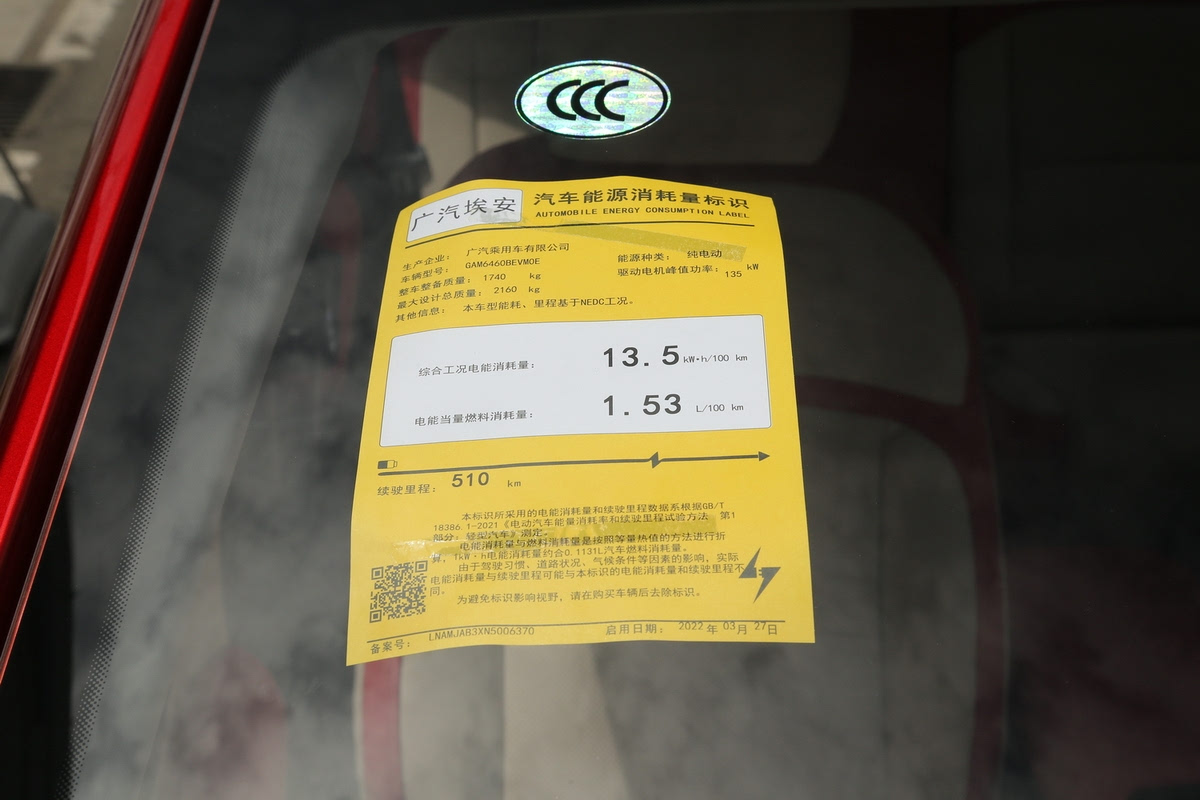 CCC
广汽埃安
汽车能源消耗量标识
AUTOMOBILE ENERGY CONSUMPTION LABEL
生产企业： 广汽乘用车有限公司
能源种类： 纯电动
车辆型号： GAM6460BEVM0E
驱动电机峰值功率：135 kW
整车整备质量： 1740 kg
最大设计总质量： 2160 kg
其他信息： 本车型能耗、里程基于NEDC工况。
综合工况电能消耗量： 13.5 kW·h/100 km
电能当量燃料消耗量： 1.53 L/100 km
续驶里程： 510 km
本标识所采用的电能消耗量和续驶里程数据系根据GB/T
18386.1-2021《电动汽车能量消耗率和续驶里程试验方法 第1
部分：轻型汽车》测定。
电能消耗量与燃料消耗量是按照等量热值的方法进行折
算，1kW·h电能消耗量约合0.1131L汽车燃料消耗量。
由于驾驶习惯、道路状况、气候条件等因素的影响，实际
电能消耗量与续驶里程可能与本标识的电能消耗量和续驶里程不
同。
为避免标识影响视野，请在购买车辆后去除标识。
备案号： LNAMJAB3XN5006370
启用日期： 2022 年 03月 27日